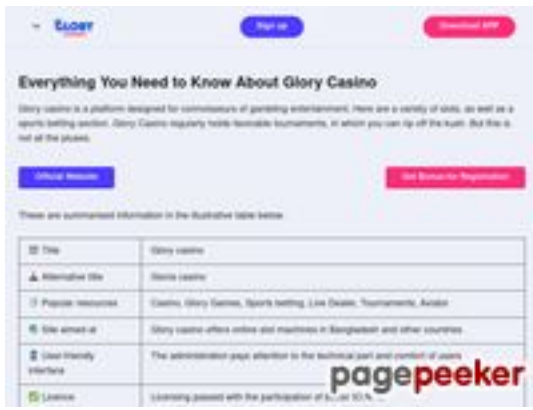 GLORY
Sign up
Download APP
Everything You Need to Know About Glory Casino
Glory casino is a platform designed for connoisseurs of gambling entertainment. Here are a variety of slots, as well as a
sports betting section. Glory Casino regularly holds favorable tournaments, in which you can rip off the kush. But this is
not all the pluses.
Official Website
Get Bonus for Registration
These are summarised information in the illustrative table below.
Title
Glory casino
Alternative title
casino
Popular resources
Casino, Glory Games, Sports betting, Live Dealer, Tournaments, Aviator
Site aimed at
Glory casino offers online slot machines in Bangladesh and other countries
User-friendly
interface
The administration pays attention to the technical part and comfort of users
Licence
Licensing passed with the participation of
pagepeeker